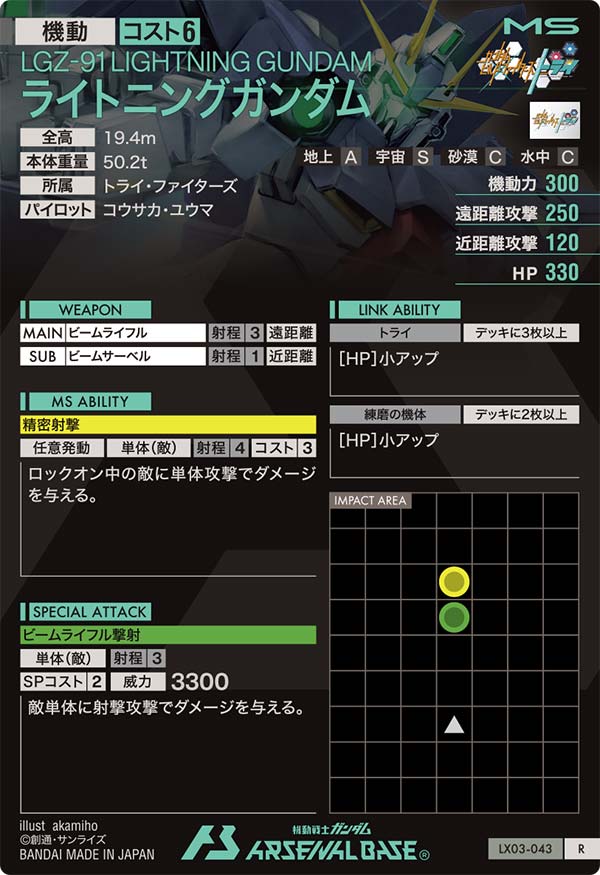 機動 コスト6 MS
LGZ-91 LIGHTNING GUNDAM
ライトニングガンダム
全高 19.4m
本体重量 50.2t
所属 トライ・ファイターズ
パイロット コウサカ・ユウマ
地上 A 宇宙 S 砂漠 C 水中 C
機動力 300
遠距離攻撃 250
近距離攻撃 120
HP 330
WEAPON
MAIN ビームライフル 射程 3 遠距離
SUB ビームサーベル 射程 1 近距離
MS ABILITY
精密射撃
任意発動 単体(敵) 射程 4 コスト 3
ロックオン中の敵に単体攻撃でダメージ
を与える。
SPECIAL ATTACK
ビームライフル撃射
単体(敵) 射程 3
SPコスト 2 威力 3300
敵単体に射撃攻撃でダメージを与える。
LINK ABILITY
トライ デッキに3枚以上
[HP]小アップ
練磨の機体 デッキに2枚以上
[HP]小アップ
IMPACT AREA
illust akamiho
©創通・サンライズ
BANDAI MADE IN JAPAN
機動戦士ガンダム
ARSENAL BASE®
LX03-043 R